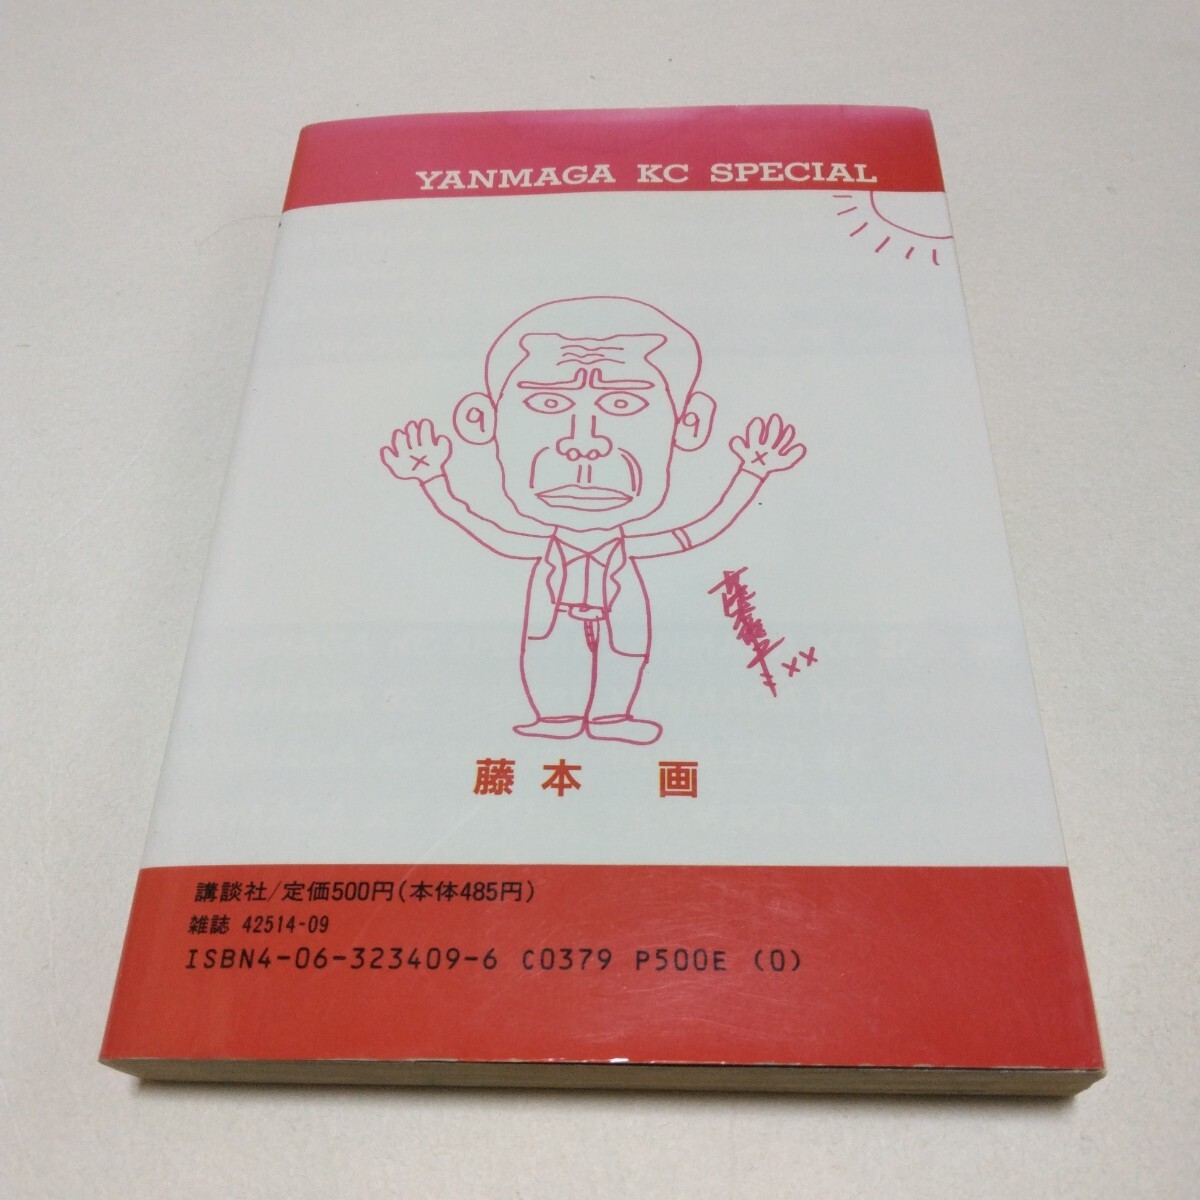 YANMAGA KC SPECIAL
藤本 画
講談社/定価500円(本体485円)
雑誌 42514-09
ISBN4-06-323409-6 C0379 P500E (0)